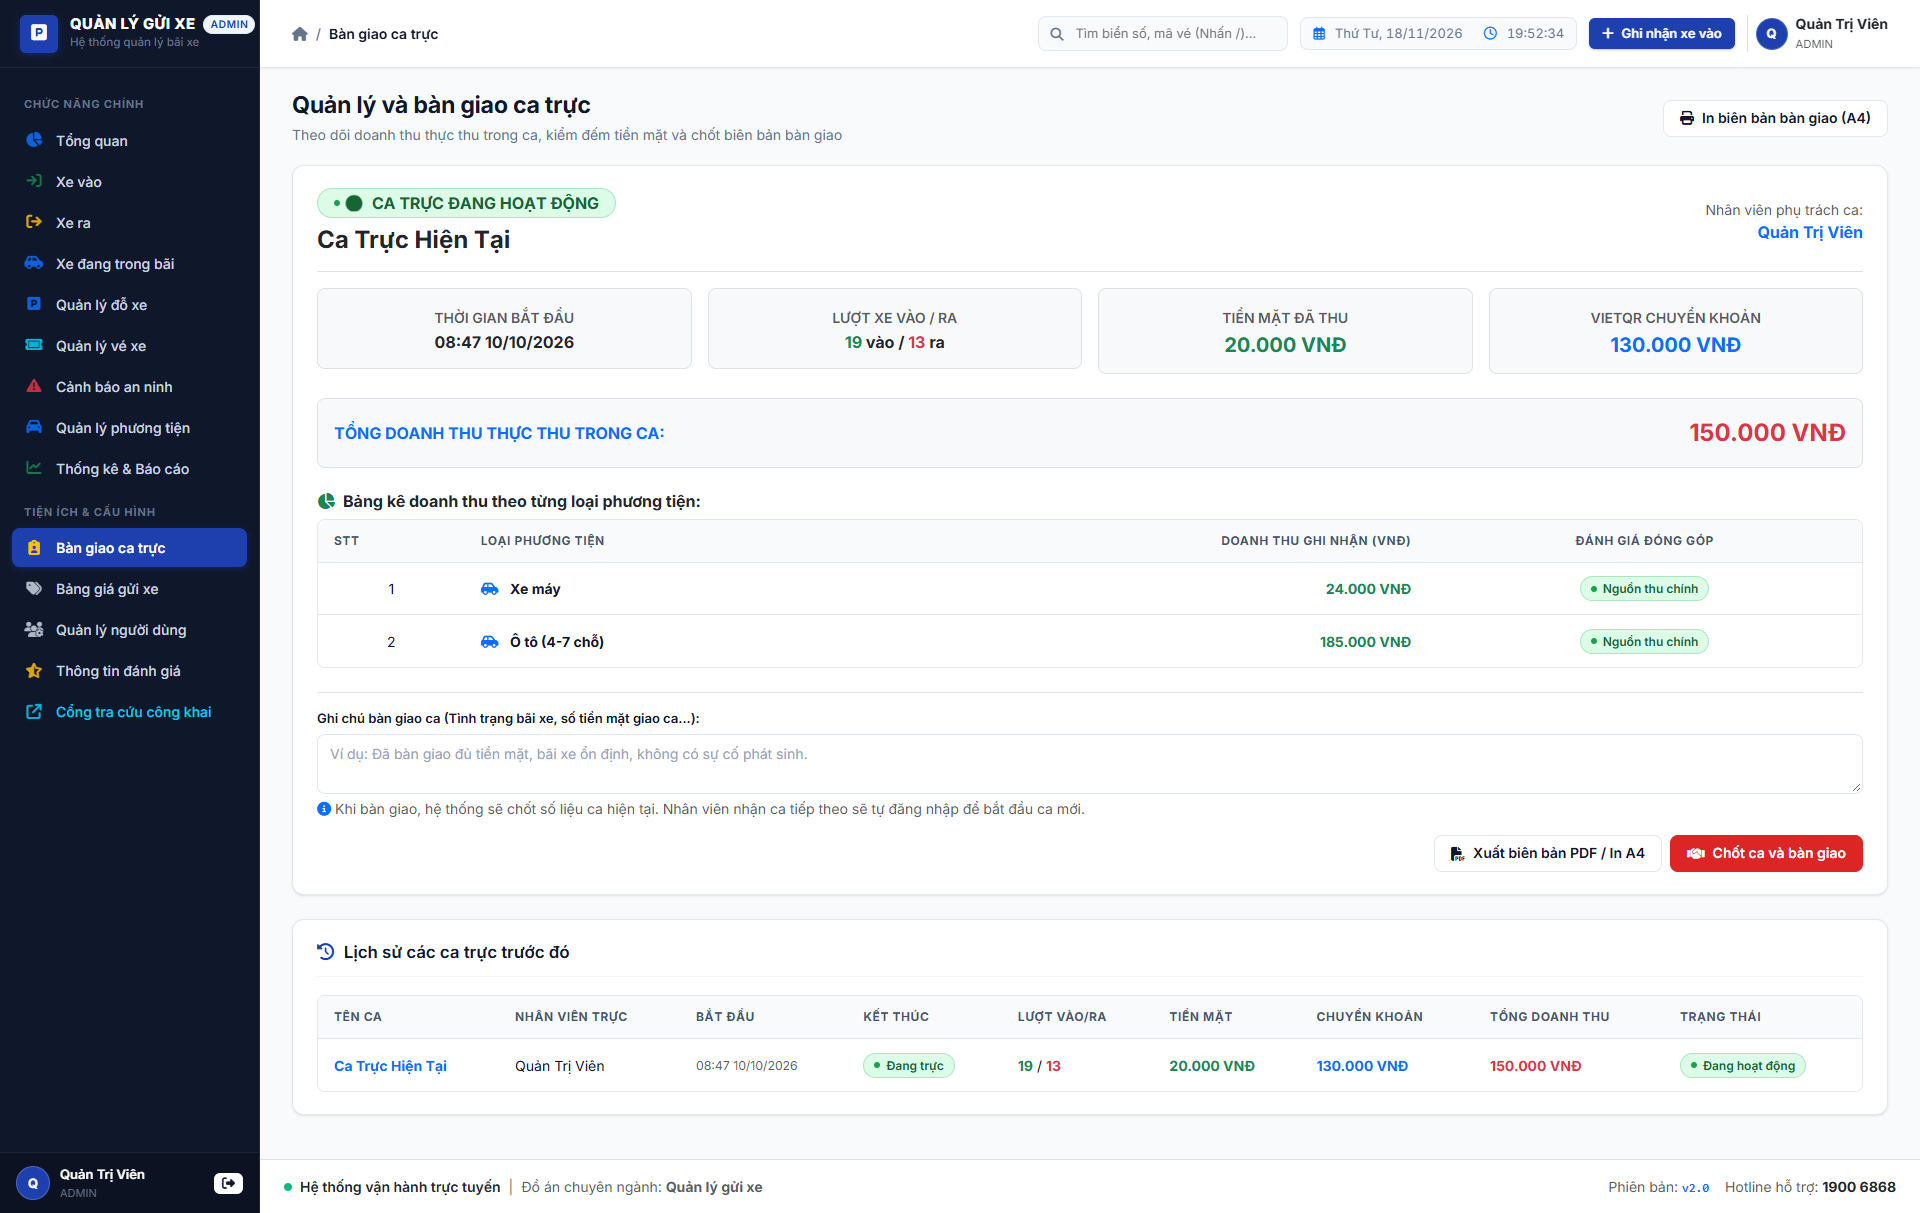 QUẢN LÝ GỬI XE ADMIN
Hệ thống quản lý bãi xe
CHỨC NĂNG CHÍNH
Tổng quan
Xe vào
Xe ra
Xe đang trong bãi
Quản lý đỗ xe
Quản lý vé xe
Cảnh báo an ninh
Quản lý phương tiện
Thống kê & Báo cáo
TIỆN ÍCH & CẤU HÌNH
Bàn giao ca trực
Bảng giá gửi xe
Quản lý người dùng
Thông tin đánh giá
Cổng tra cứu công khai
Q Quản Trị Viên
ADMIN
/ Bàn giao ca trực
Tìm biển số, mã vé (Nhấn /)...
Thứ Tư, 18/11/2026 19:52:34
Ghi nhận xe vào
Q Quản Trị Viên
ADMIN
Quản lý và bàn giao ca trực
Theo dõi doanh thu thực thu trong ca, kiểm đếm tiền mặt và chốt biên bản bàn giao
In biên bản bàn giao (A4)
CA TRỰC ĐANG HOẠT ĐỘNG
Ca Trực Hiện Tại
Nhân viên phụ trách ca:
Quản Trị Viên
THỜI GIAN BẮT ĐẦU
08:47 10/10/2026
LƯỢT XE VÀO / RA
19 vào / 13 ra
TIỀN MẶT ĐÃ THU
20.000 VNĐ
VIETQR CHUYỂN KHOẢN
130.000 VNĐ
TỔNG DOANH THU THỰC THU TRONG CA: 150.000 VNĐ
Bảng kê doanh thu theo từng loại phương tiện:
STT LOẠI PHƯƠNG TIỆN DOANH THU GHI NHẬN (VNĐ) ĐÁNH GIÁ ĐÓNG GÓP
1 Xe máy 24.000 VNĐ Nguồn thu chính
2 Ô tô (4-7 chỗ) 185.000 VNĐ Nguồn thu chính
Ghi chú bàn giao ca (Tình trạng bãi xe, số tiền mặt giao ca...):
Ví dụ: Đã bàn giao đủ tiền mặt, bãi xe ổn định, không có sự cố phát sinh.
Khi bàn giao, hệ thống sẽ chốt số liệu ca hiện tại. Nhân viên nhận ca tiếp theo sẽ tự đăng nhập để bắt đầu ca mới.
Xuất biên bản PDF / In A4
Chốt ca và bàn giao
Lịch sử các ca trực trước đó
TÊN CA NHÂN VIÊN TRỰC BẮT ĐẦU KẾT THÚC LƯỢT VÀO/RA TIỀN MẶT CHUYỂN KHOẢN TỔNG DOANH THU TRẠNG THÁI
Ca Trực Hiện Tại Quản Trị Viên 08:47 10/10/2026 Đang trực 19 / 13 20.000 VNĐ 130.000 VNĐ 150.000 VNĐ Đang hoạt động
Hệ thống vận hành trực tuyến | Đồ án chuyên ngành: Quản lý gửi xe
Phiên bản: v2.0 Hotline hỗ trợ: 1900 6868